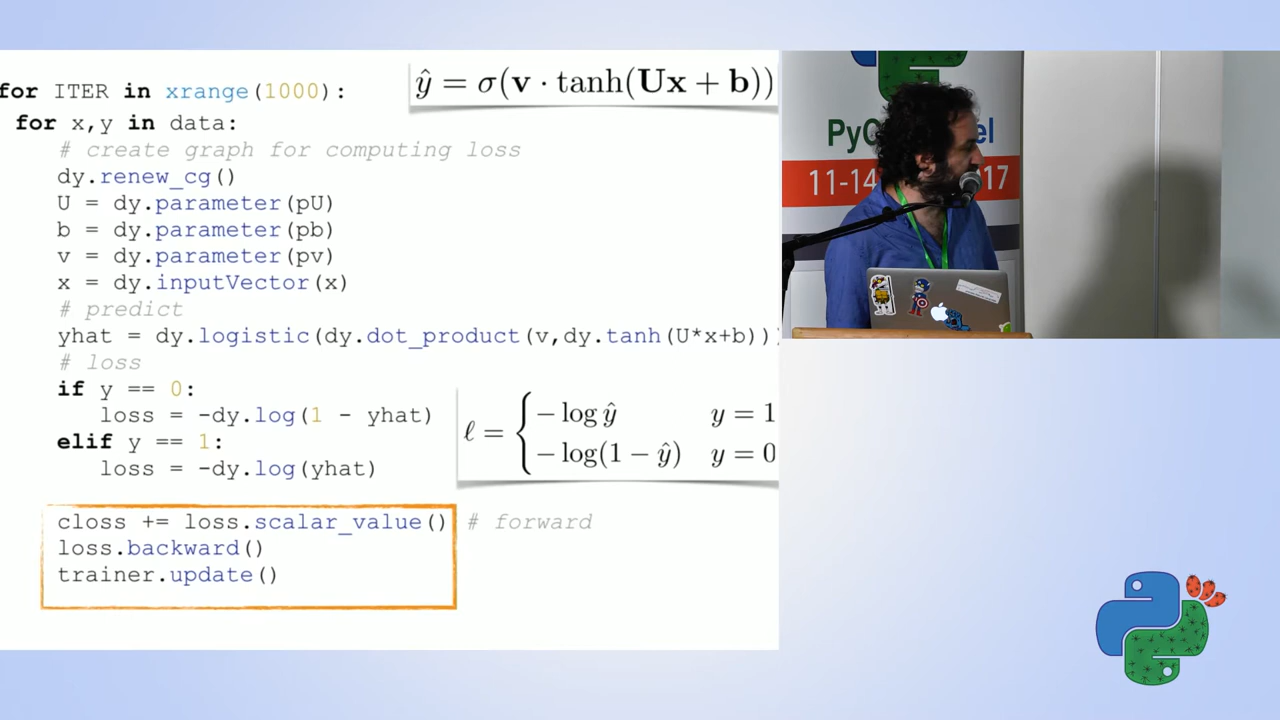 for ITER in xrange(1000):
for x,y in data:
# create graph for computing loss
dy.renew_cg()
U = dy.parameter(pU)
b = dy.parameter(pb)
v = dy.parameter(pv)
x = dy.inputVector(x)
# predict
yhat = dy.logistic(dy.dot_product(v,dy.tanh(U*x+b)))
# loss
if y == 0:
loss = -dy.log(1 - yhat)
elif y == 1:
loss = -dy.log(yhat)
closs += loss.scalar_value() # forward
loss.backward()
trainer.update()
ŷ = σ(v · tanh(Ux + b))
ℓ = { − log ŷ y = 1
− log(1 − ŷ) y = 0
PyC el
11-14 17